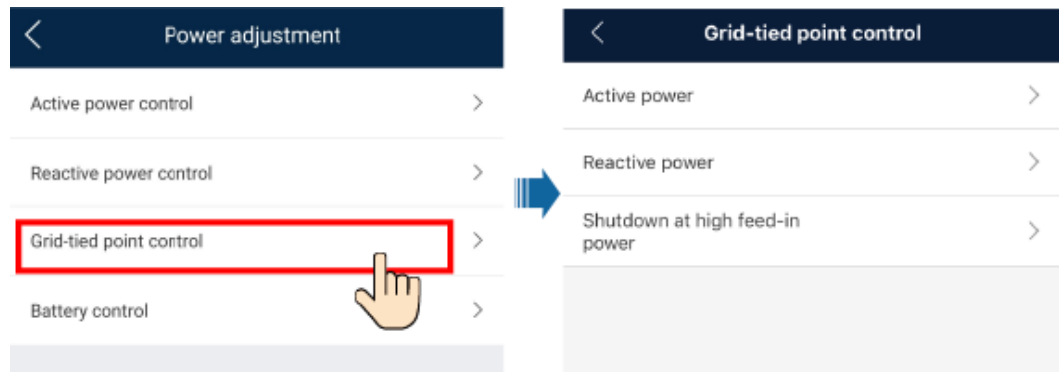 Power adjustment
Active power control
Reactive power control
Grid-tied point control
Battery control
Grid-tied point control
Active power
Reactive power
Shutdown at high feed-in
power